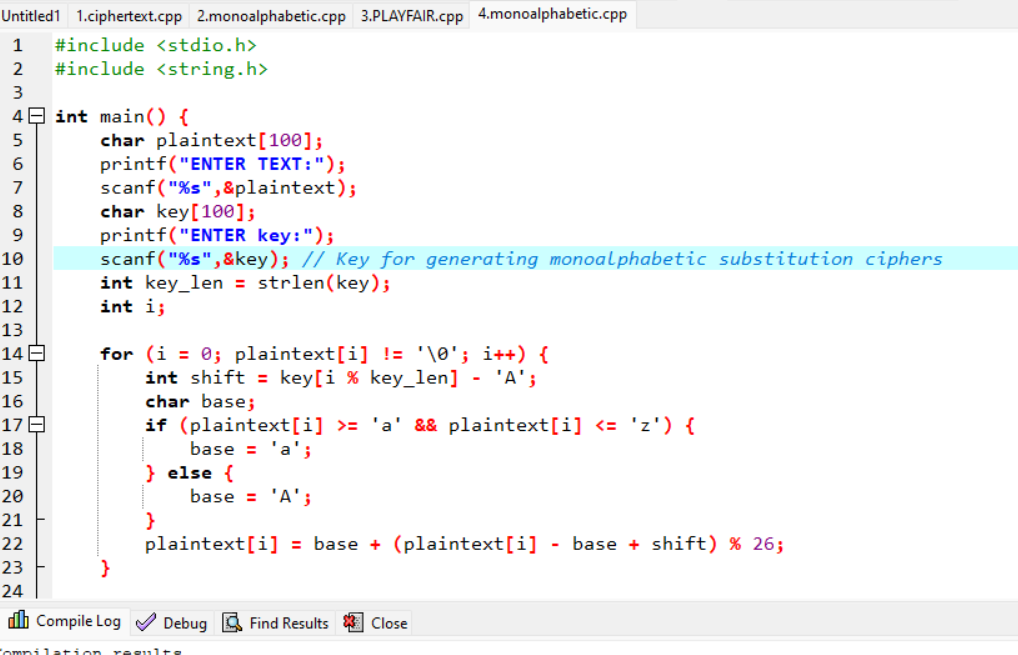 Untitled1 1.ciphertext.cpp 2.monoalphabetic.cpp 3.PLAYFAIR.cpp 4.monoalphabetic.cpp
1 #include <stdio.h>
2 #include <string.h>
3
4 int main() {
5 char plaintext[100];
6 printf("ENTER TEXT:");
7 scanf("%s",&plaintext);
8 char key[100];
9 printf("ENTER key:");
10 scanf("%s",&key); // Key for generating monoalphabetic substitution ciphers
11 int key_len = strlen(key);
12 int i;
13
14 for (i = 0; plaintext[i] != '\0'; i++) {
15 int shift = key[i % key_len] - 'A';
16 char base;
17 if (plaintext[i] >= 'a' && plaintext[i] <= 'z') {
18 base = 'a';
19 } else {
20 base = 'A';
21 }
22 plaintext[i] = base + (plaintext[i] - base + shift) % 26;
23 }
24
Compile Log Debug Find Results Close
Compilation results